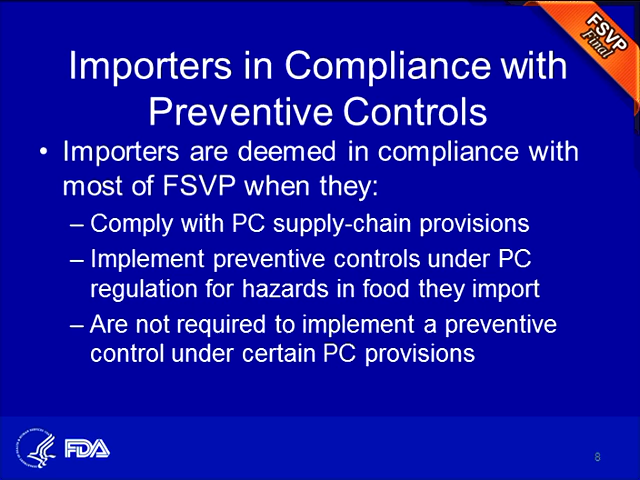 FSVP
Final
Importers in Compliance with
Preventive Controls
• Importers are deemed in compliance with
most of FSVP when they:
– Comply with PC supply-chain provisions
– Implement preventive controls under PC
regulation for hazards in food they import
– Are not required to implement a preventive
control under certain PC provisions
FDA
8